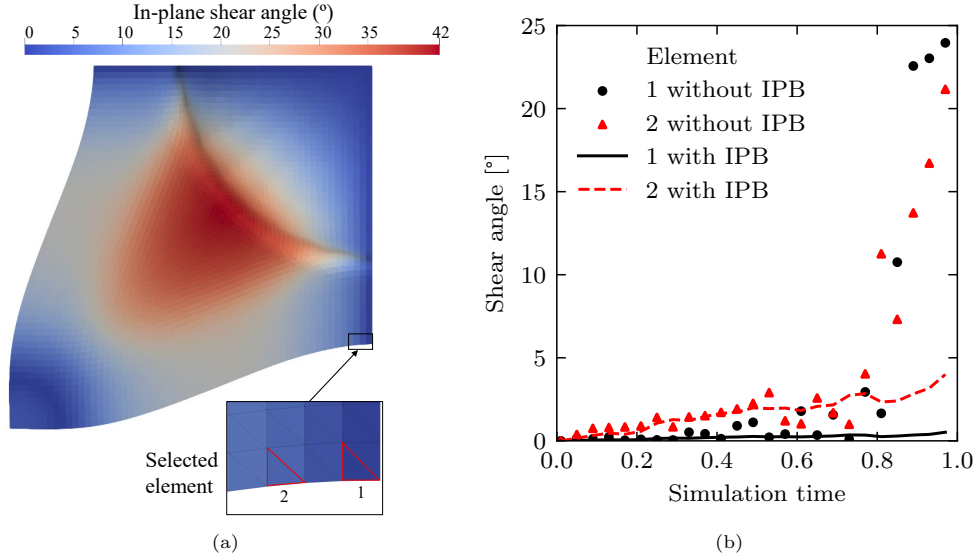 In-plane shear angle (º)
0 5 10 15 20 25 30 35 42
Selected
element
2
1
(a)
Shear angle [°]
25
20
15
10
5
0
Element
1 without IPB
2 without IPB
1 with IPB
2 with IPB
0.0 0.2 0.4 0.6 0.8 1.0
Simulation time
(b)